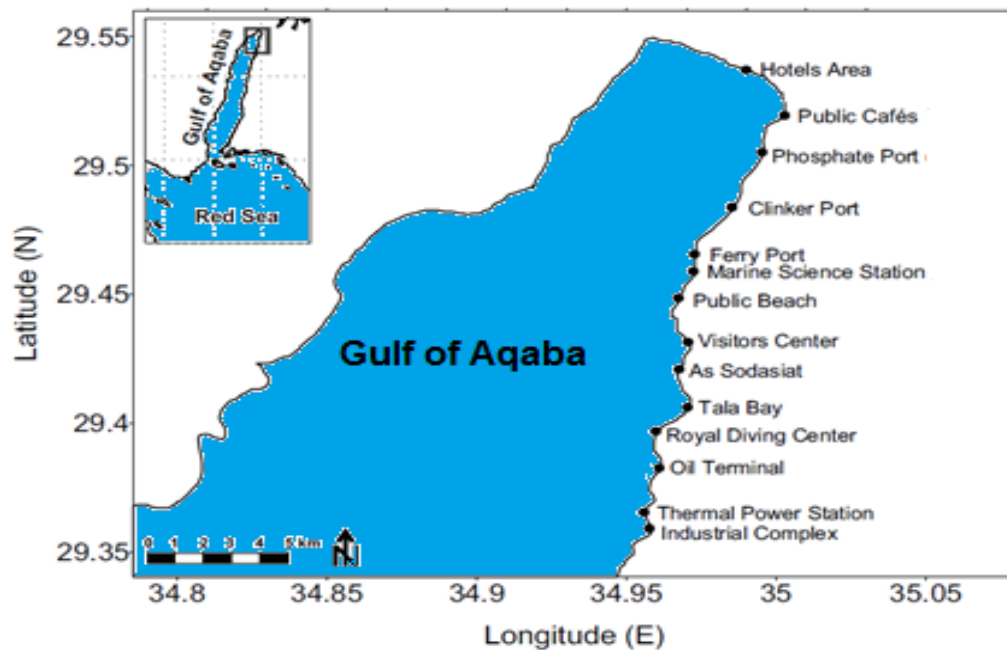 29.55
29.5
29.45
29.4
29.35
Latitude (N)
Gulf of Aqaba
Red Sea
Hotels Area
Public Cafés
Phosphate Port
Clinker Port
Ferry Port
Marine Science Station
Public Beach
Visitors Center
Gulf of Aqaba
As Sodasiat
Tala Bay
Royal Diving Center
Oil Terminal
Thermal Power Station
Industrial Complex
0 1 2 3 4 5 km
N
34.8 34.85 34.9 34.95 35 35.05
Longitude (E)